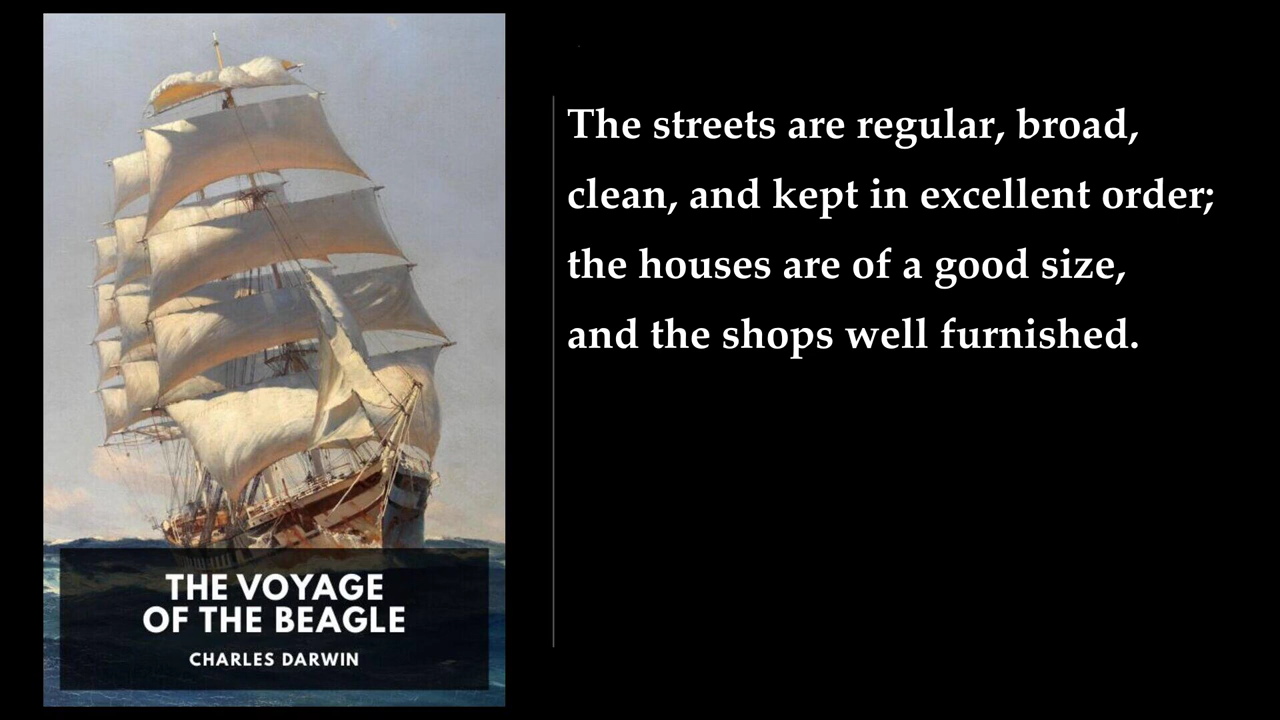 The streets are regular, broad,
clean, and kept in excellent order;
the houses are of a good size,
and the shops well furnished.
THE VOYAGE
OF THE BEAGLE
CHARLES DARWIN